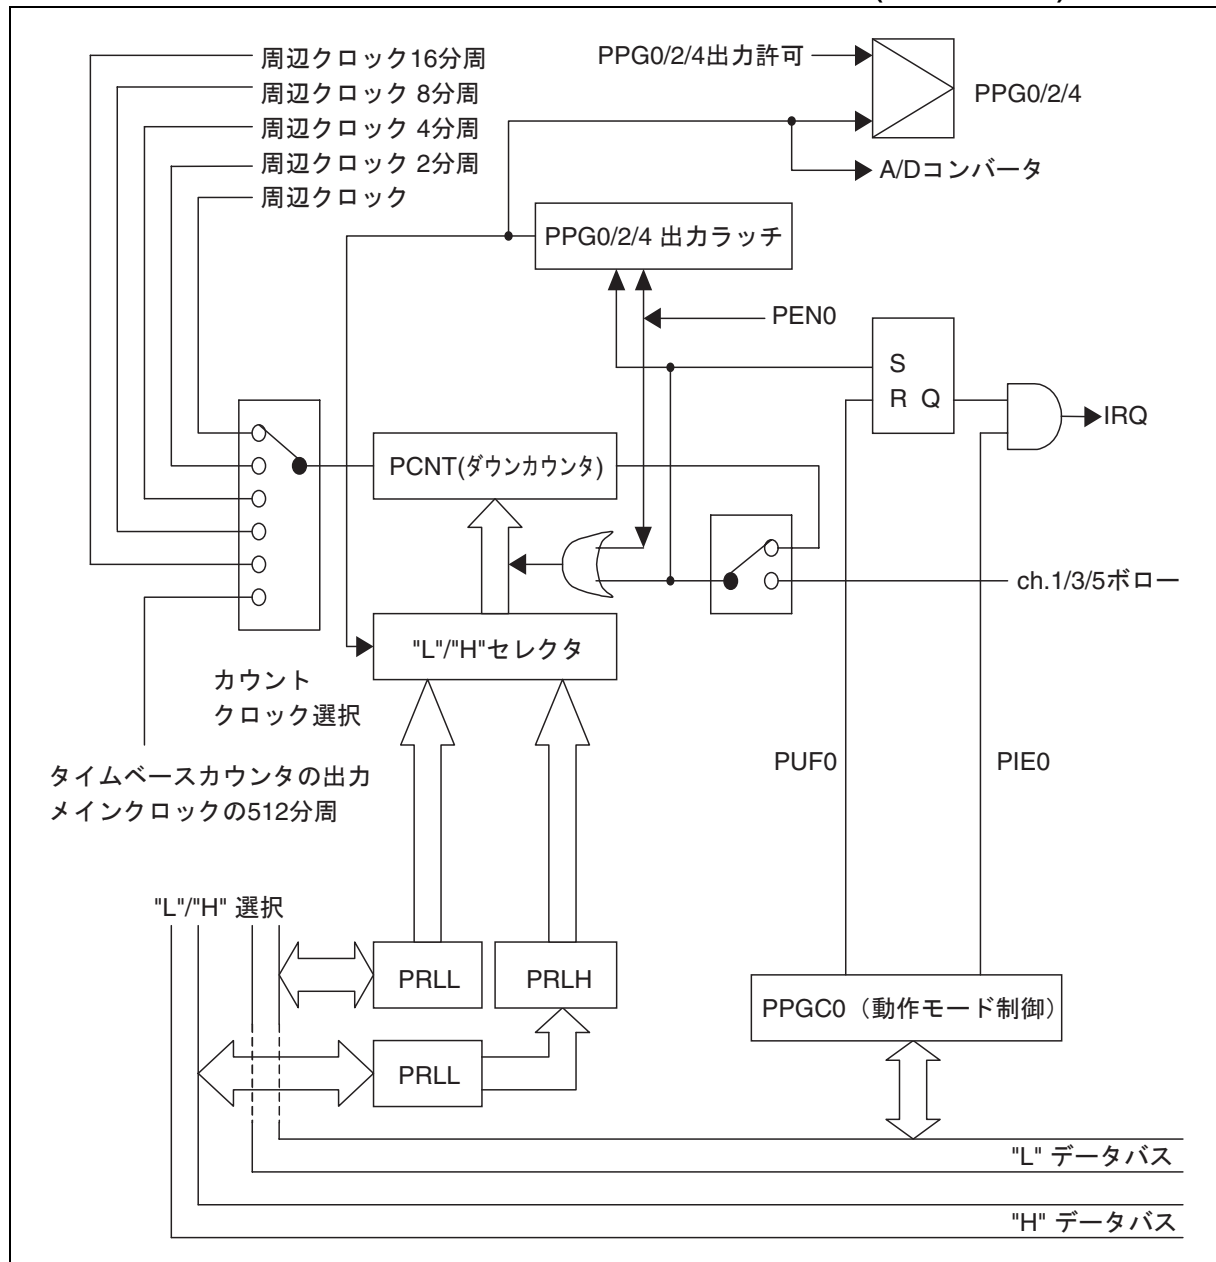 周辺クロック16分周
周辺クロック 8分周
周辺クロック 4分周
周辺クロック 2分周
周辺クロック
PPG0/2/4出力許可
PPG0/2/4
A/Dコンバータ
PPG0/2/4 出力ラッチ
PEN0
S
R Q
IRQ
PCNT(ダウンカウンタ)
ch.1/3/5ボロー
"L"/"H"セレクタ
カウント
クロック選択
タイムベースカウンタの出力
メインクロックの512分周
PUF0
PIE0
"L"/"H" 選択
PRLL
PRLH
PPGC0（動作モード制御）
PRLL
"L" データバス
"H" データバス